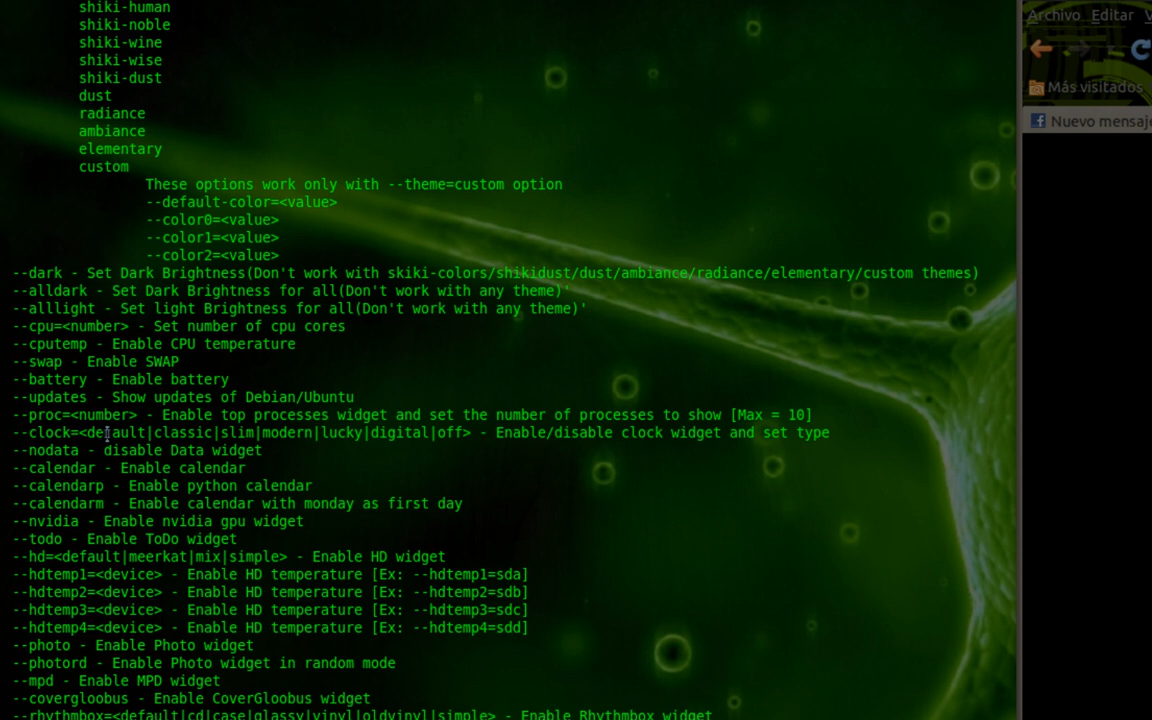 shiki-human
shiki-noble
shiki-wine
shiki-wise
shiki-dust
dust
radiance
ambiance
elementary
custom
These options work only with --theme=custom option
--default-color=<value>
--color0=<value>
--color1=<value>
--color2=<value>
--dark - Set Dark Brightness(Don't work with skiki-colors/shikidust/dust/ambiance/radiance/elementary/custom themes)
--alldark - Set Dark Brightness for all(Don't work with any theme)'
--alllight - Set light Brightness for all(Don't work with any theme)'
--cpu=<number> - Set number of cpu cores
--cputemp - Enable CPU temperature
--swap - Enable SWAP
--battery - Enable battery
--updates - Show updates of Debian/Ubuntu
--proc=<number> - Enable top processes widget and set the number of processes to show [Max = 10]
--clock=<default|classic|slim|modern|lucky|digital|off> - Enable/disable clock widget and set type
--nodata - disable Data widget
--calendar - Enable calendar
--calendarp - Enable python calendar
--calendarm - Enable calendar with monday as first day
--nvidia - Enable nvidia gpu widget
--todo - Enable ToDo widget
--hd=<default|meerkat|mix|simple> - Enable HD widget
--hdtemp1=<device> - Enable HD temperature [Ex: --hdtemp1=sda]
--hdtemp2=<device> - Enable HD temperature [Ex: --hdtemp2=sdb]
--hdtemp3=<device> - Enable HD temperature [Ex: --hdtemp3=sdc]
--hdtemp4=<device> - Enable HD temperature [Ex: --hdtemp4=sdd]
--photo - Enable Photo widget
--photord - Enable Photo widget in random mode
--mpd - Enable MPD widget
--covergloobus - Enable CoverGloobus widget
--rhythmbox=<default|cd|case|glassy|vinyl|oldvinyl|simple> - Enable Rhythmbox widget
Archivo Editar V
Más visitados
Nuevo mensaje